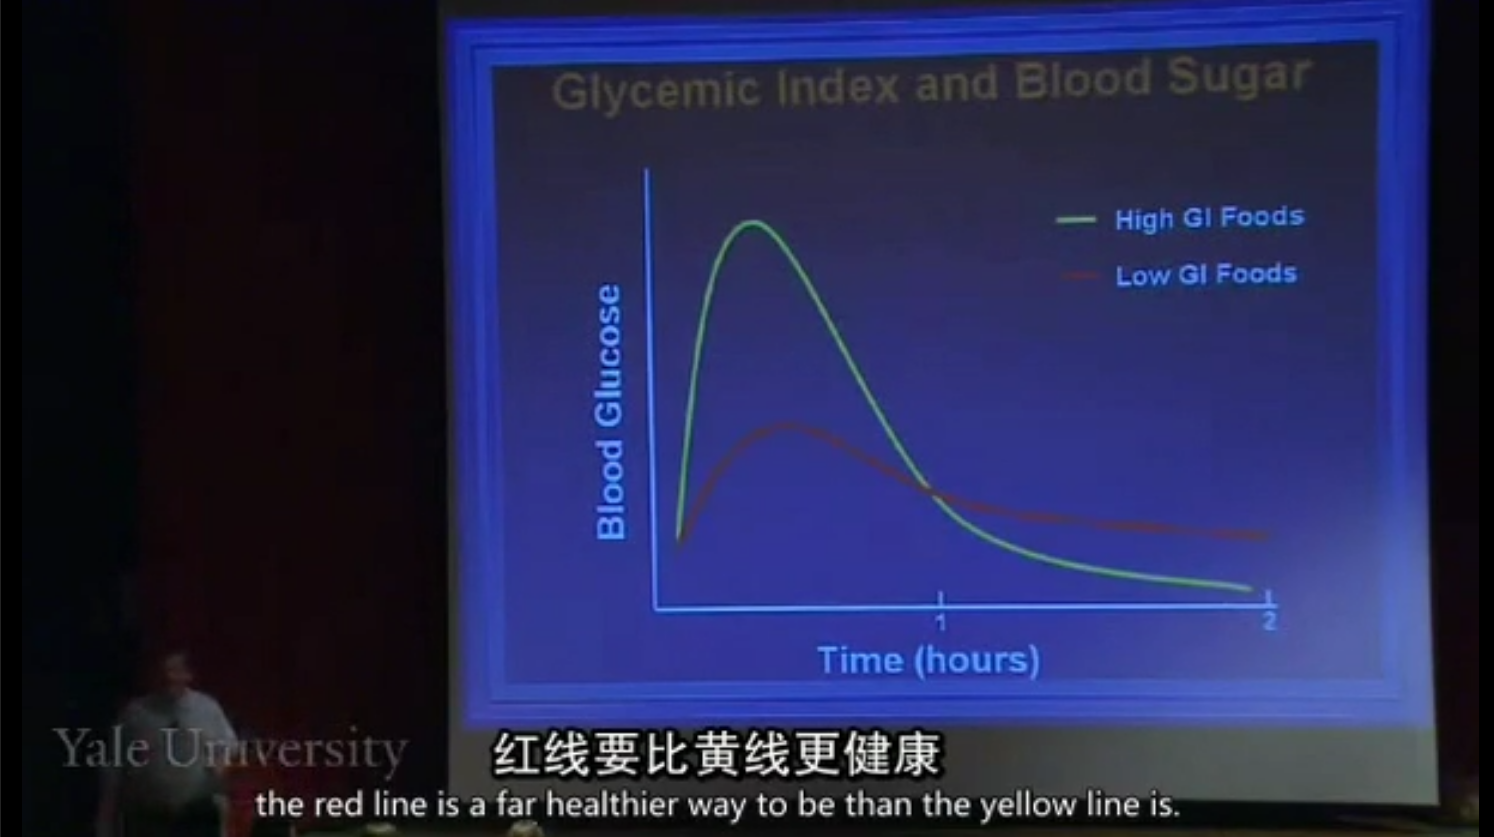 Glycemic Index and Blood Sugar
High GI Foods
Low GI Foods
Blood Glucose
1
2
Time (hours)
Yale University
红线要比黄线更健康
the red line is a far healthier way to be than the yellow line is.